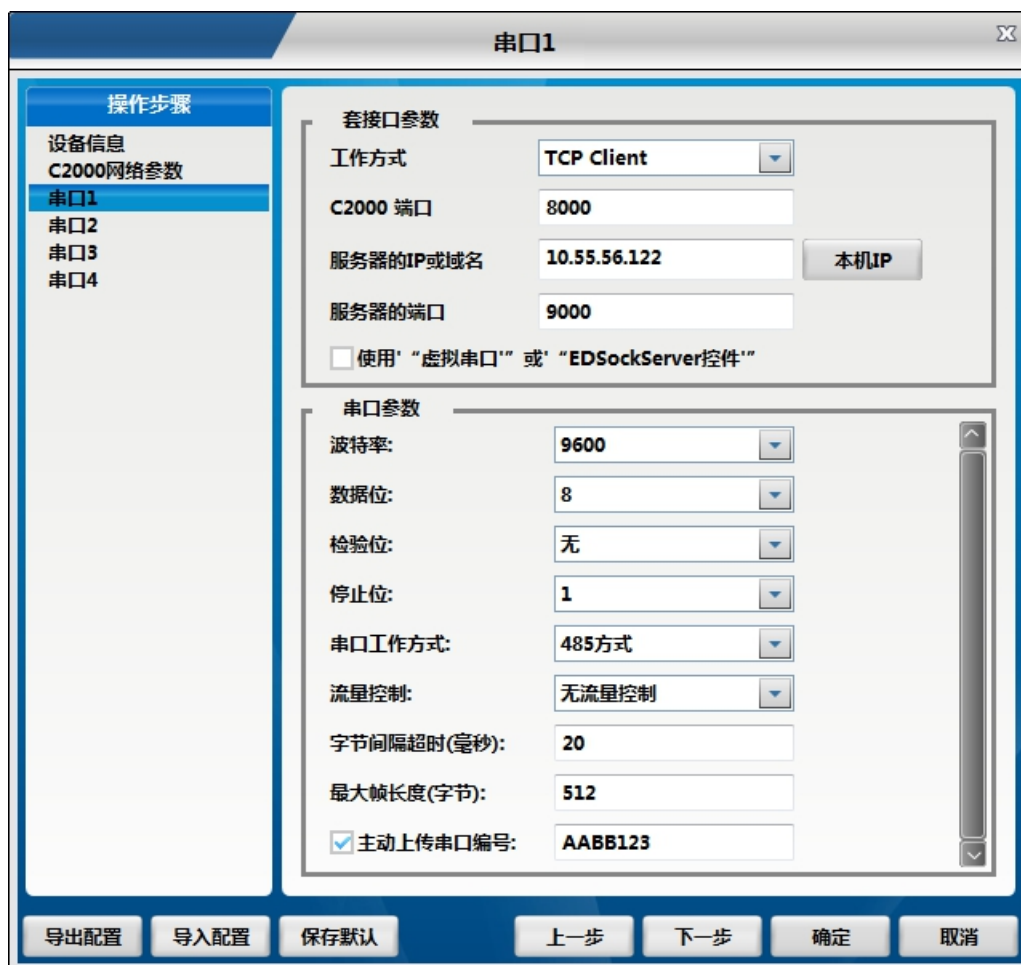 串口1
操作步骤
设备信息
C2000网络参数
串口1
串口2
串口3
串口4
套接口参数
工作方式 TCP Client
C2000 端口 8000
服务器的IP或域名 10.55.56.122 本机IP
服务器的端口 9000
使用'“虚拟串口'”或'“EDSockServer控件'”
串口参数
波特率: 9600
数据位: 8
检验位: 无
停止位: 1
串口工作方式: 485方式
流量控制: 无流量控制
字节间隔超时(毫秒): 20
最大帧长度(字节): 512
主动上传串口编号: AABB123
导出配置 导入配置 保存默认 上一步 下一步 确定 取消